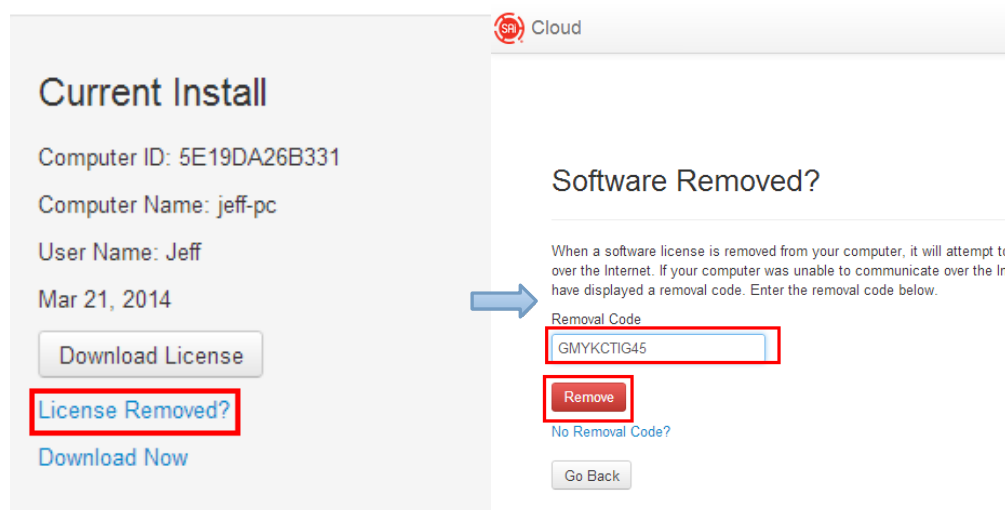 Current Install
Computer ID: 5E19DA26B331
Computer Name: jeff-pc
User Name: Jeff
Mar 21, 2014
Download License
License Removed?
Download Now
SAi Cloud
Software Removed?
When a software license is removed from your computer, it will attempt to
over the Internet. If your computer was unable to communicate over the In
have displayed a removal code. Enter the removal code below.
Removal Code
GMYKCTIG45
Remove
No Removal Code?
Go Back